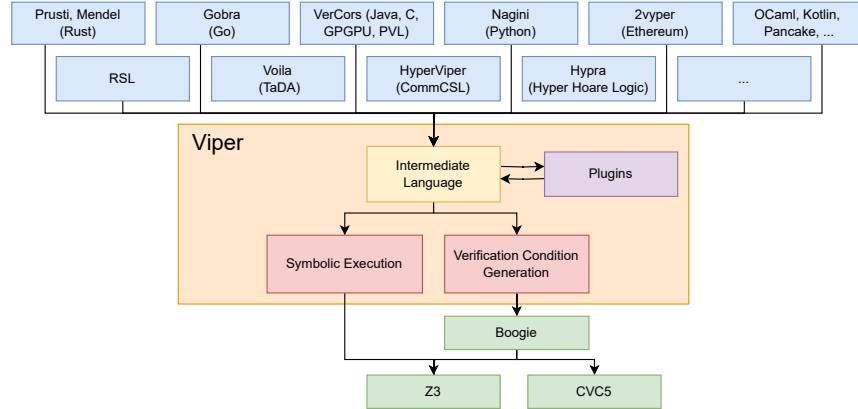 Prusti, Mendel
(Rust)
Gobra
(Go)
VerCors (Java, C,
GPGPU, PVL)
Nagini
(Python)
2vyper
(Ethereum)
OCaml, Kotlin,
Pancake, ...
RSL
Voila
(TaDA)
HyperViper
(CommCSL)
Hypra
(Hyper Hoare Logic)
...
Viper
Intermediate
Language
Plugins
Symbolic Execution
Verification Condition
Generation
Boogie
Z3
CVC5